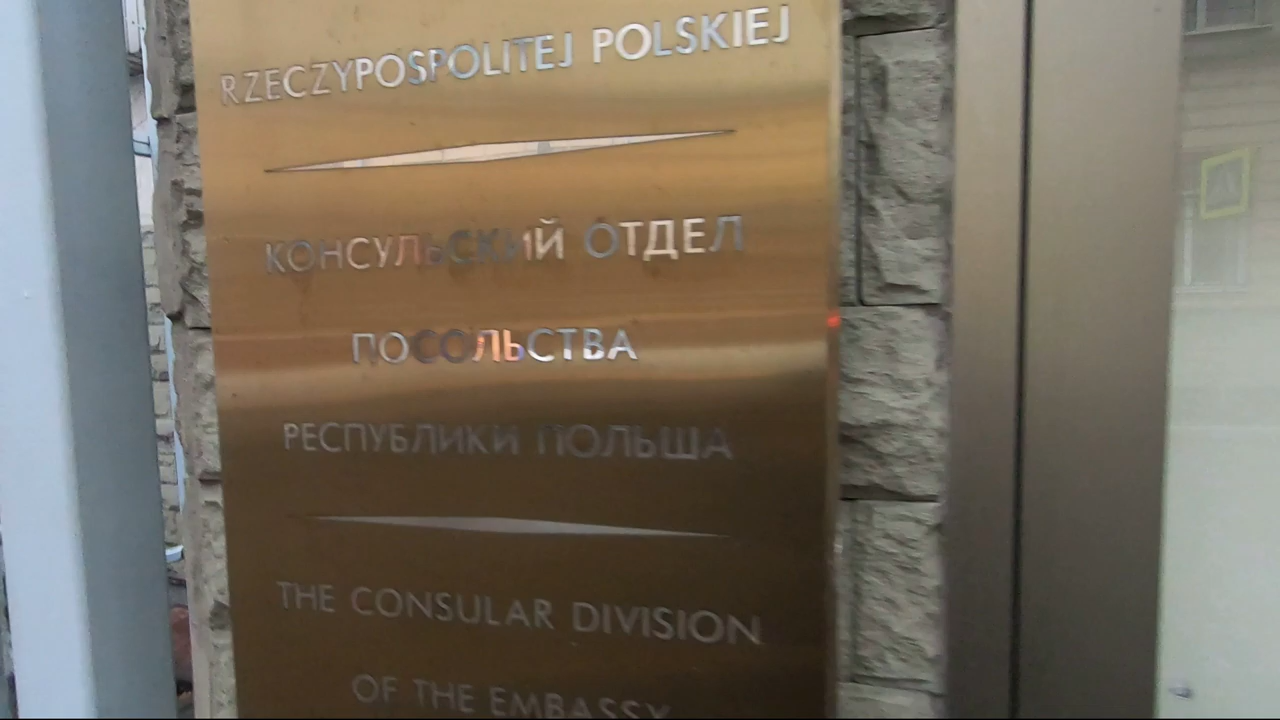 RZECZYPOSPOLITEJ POLSKIEJ
КОНСУЛЬСКИЙ ОТДЕЛ
ПОСОЛЬСТВА
РЕСПУБЛИКИ ПОЛЬША
THE CONSULAR DIVISION
OF THE EMBASSY